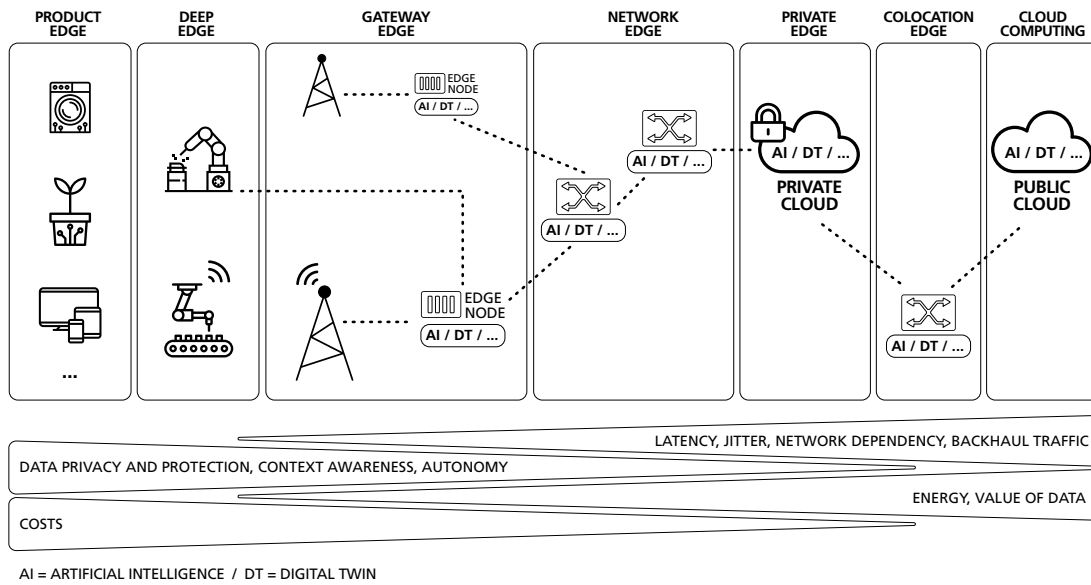 PRODUCT
EDGE
DEEP
EDGE
GATEWAY
EDGE
NETWORK
EDGE
PRIVATE
EDGE
COLOCATION
EDGE
CLOUD
COMPUTING
EDGE
NODE
AI / DT / ...
AI / DT / ...
AI / DT / ...
PRIVATE
CLOUD
AI / DT / ...
PUBLIC
CLOUD
AI / DT / ...
EDGE
NODE
AI / DT / ...
AI / DT / ...
...
LATENCY, JITTER, NETWORK DEPENDENCY, BACKHAUL TRAFFIC
DATA PRIVACY AND PROTECTION, CONTEXT AWARENESS, AUTONOMY
ENERGY, VALUE OF DATA
COSTS
AI = ARTIFICIAL INTELLIGENCE / DT = DIGITAL TWIN